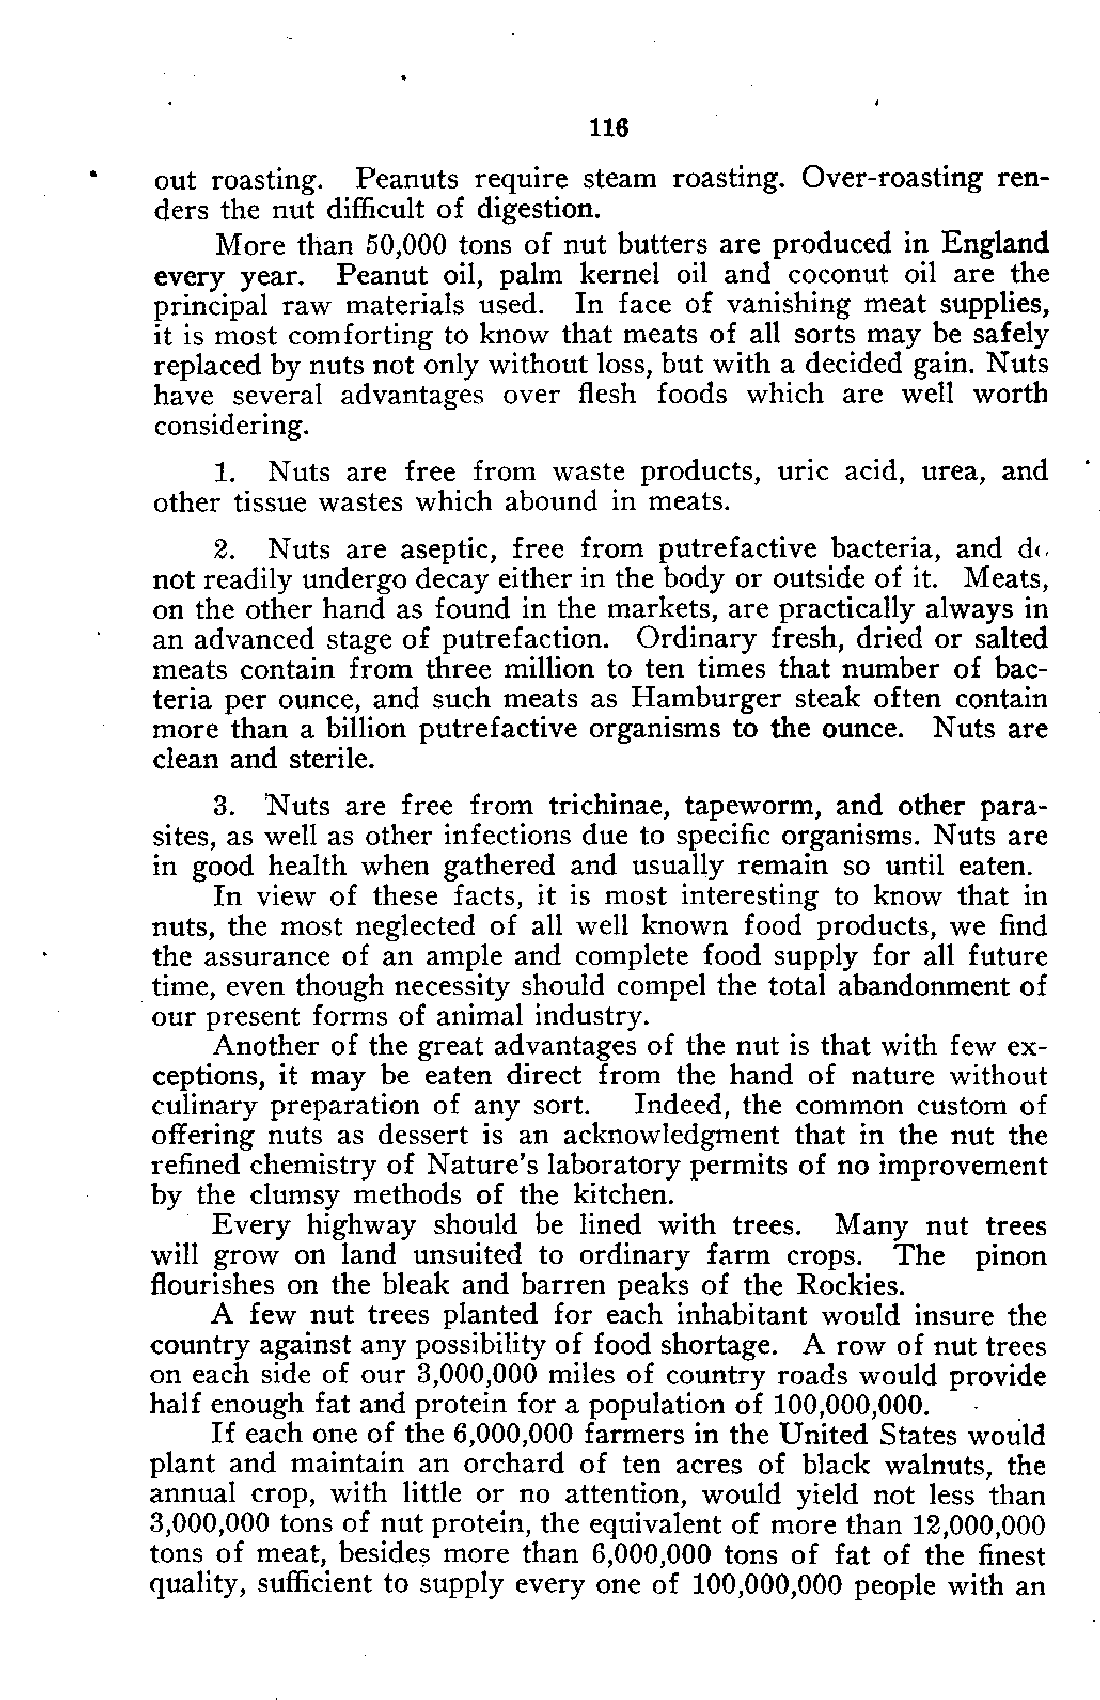 116
out roasting. Peanuts require steam roasting. Over-roasting ren-
ders the nut difficult of digestion.
More than 50,000 tons of nut butters are produced in England
every year. Peanut oil, palm kernel oil and coconut oil are the
principal raw materials used. In face of vanishing meat supplies,
it is most comforting to know that meats of all sorts may be safely
replaced by nuts not only without loss, but with a decided gain. Nuts
have several advantages over flesh foods which are well worth
considering.
1. Nuts are free from waste products, uric acid, urea, and
other tissue wastes which abound in meats.
2. Nuts are aseptic, free from putrefactive bacteria, and do
not readily undergo decay either in the body or outside of it. Meats,
on the other hand as found in the markets, are practically always in
an advanced stage of putrefaction. Ordinary fresh, dried or salted
meats contain from three million to ten times that number of bac-
teria per ounce, and such meats as Hamburger steak often contain
more than a billion putrefactive organisms to the ounce. Nuts are
clean and sterile.
3. Nuts are free from trichinae, tapeworm, and other para-
sites, as well as other infections due to specific organisms. Nuts are
in good health when gathered and usually remain so until eaten.
In view of these facts, it is most interesting to know that in
nuts, the most neglected of all well known food products, we find
the assurance of an ample and complete food supply for all future
time, even though necessity should compel the total abandonment of
our present forms of animal industry.
Another of the great advantages of the nut is that with few ex-
ceptions, it may be eaten direct from the hand of nature without
culinary preparation of any sort. Indeed, the common custom of
offering nuts as dessert is an acknowledgment that in the nut the
refined chemistry of Nature's laboratory permits of no improvement
by the clumsy methods of the kitchen.
Every highway should be lined with trees. Many nut trees
will grow on land unsuited to ordinary farm crops. The pinon
flourishes on the bleak and barren peaks of the Rockies.
A few nut trees planted for each inhabitant would insure the
country against any possibility of food shortage. A row of nut trees
on each side of our 3,000,000 miles of country roads would provide
half enough fat and protein for a population of 100,000,000.
If each one of the 6,000,000 farmers in the United States would
plant and maintain an orchard of ten acres of black walnuts, the
annual crop, with little or no attention, would yield not less than
3,000,000 tons of nut protein, the equivalent of more than 12,000,000
tons of meat, besides more than 6,000,000 tons of fat of the finest
quality, sufficient to supply every one of 100,000,000 people with an